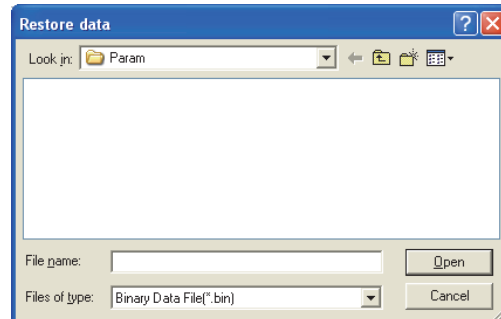 Restore data
Look in: Param
File name: Open
Files of type: Binary Data File(*.bin) Cancel